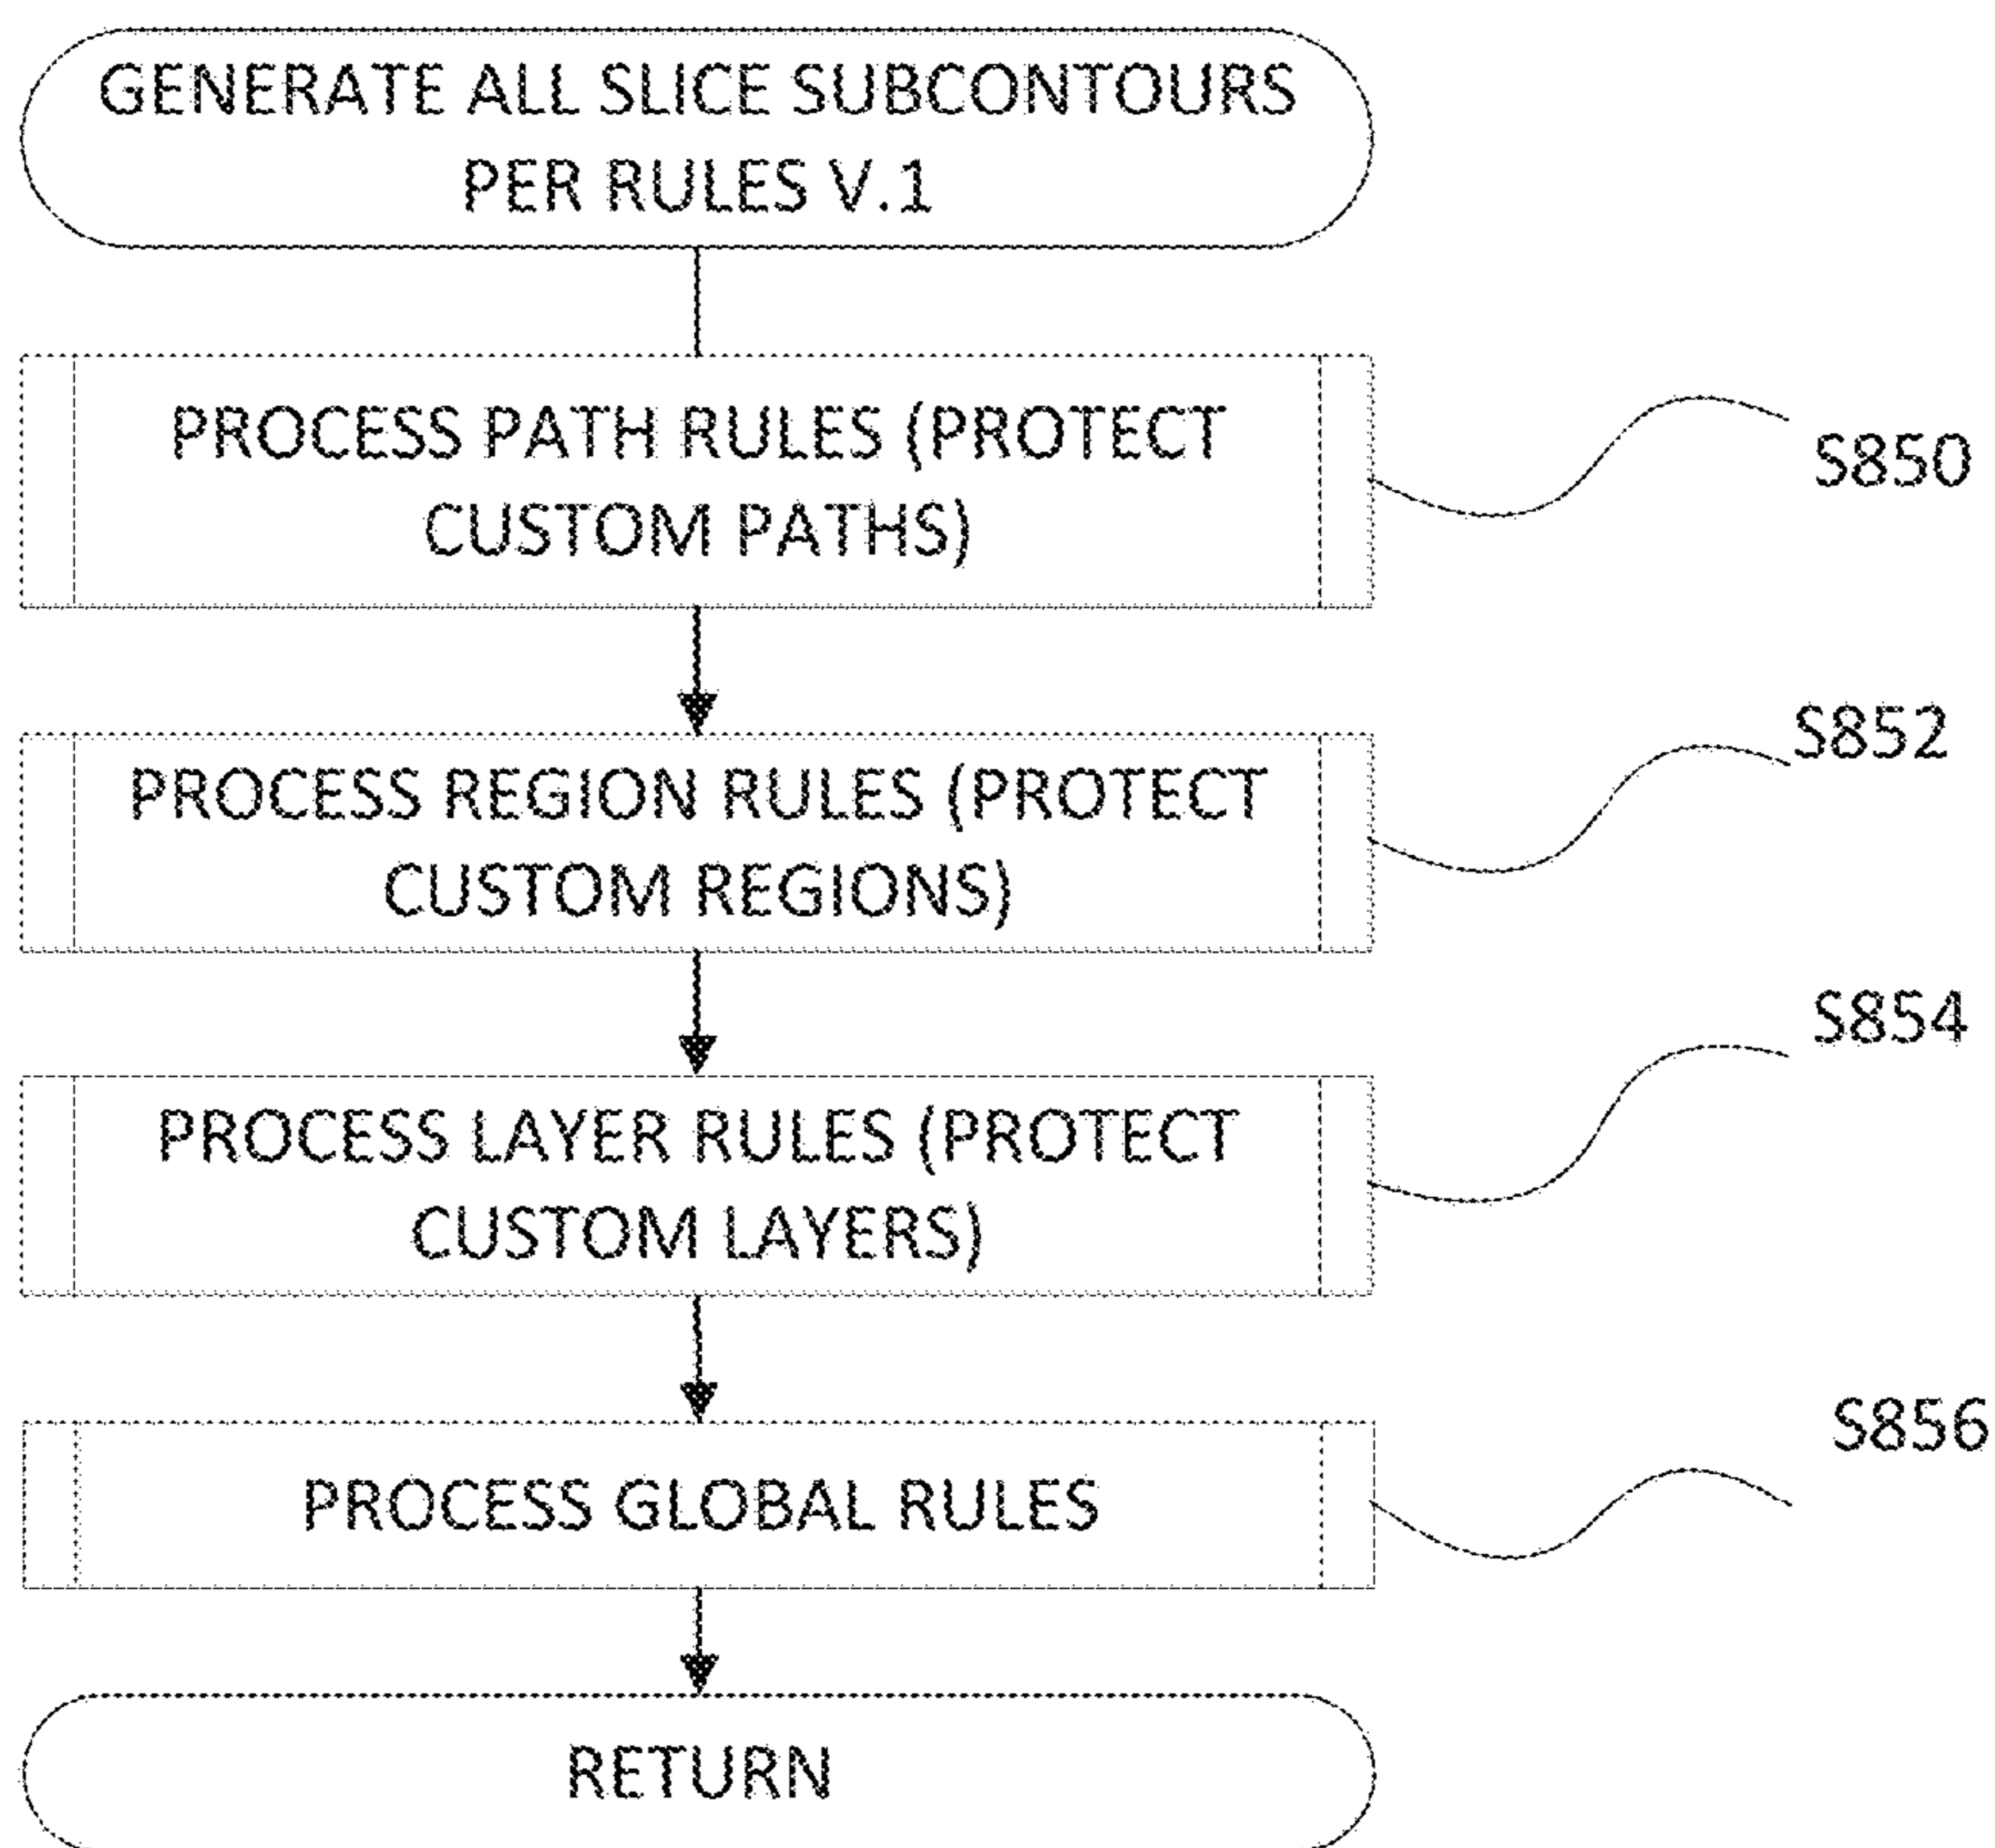 GENERATE ALL SLICE SUBCONTOURS
PER RULES V.1
PROCESS PATH RULES (PROTECT
CUSTOM PATHS)
S850
PROCESS REGION RULES (PROTECT
CUSTOM REGIONS)
S852
PROCESS LAYER RULES (PROTECT
CUSTOM LAYERS)
S854
PROCESS GLOBAL RULES
S856
RETURN